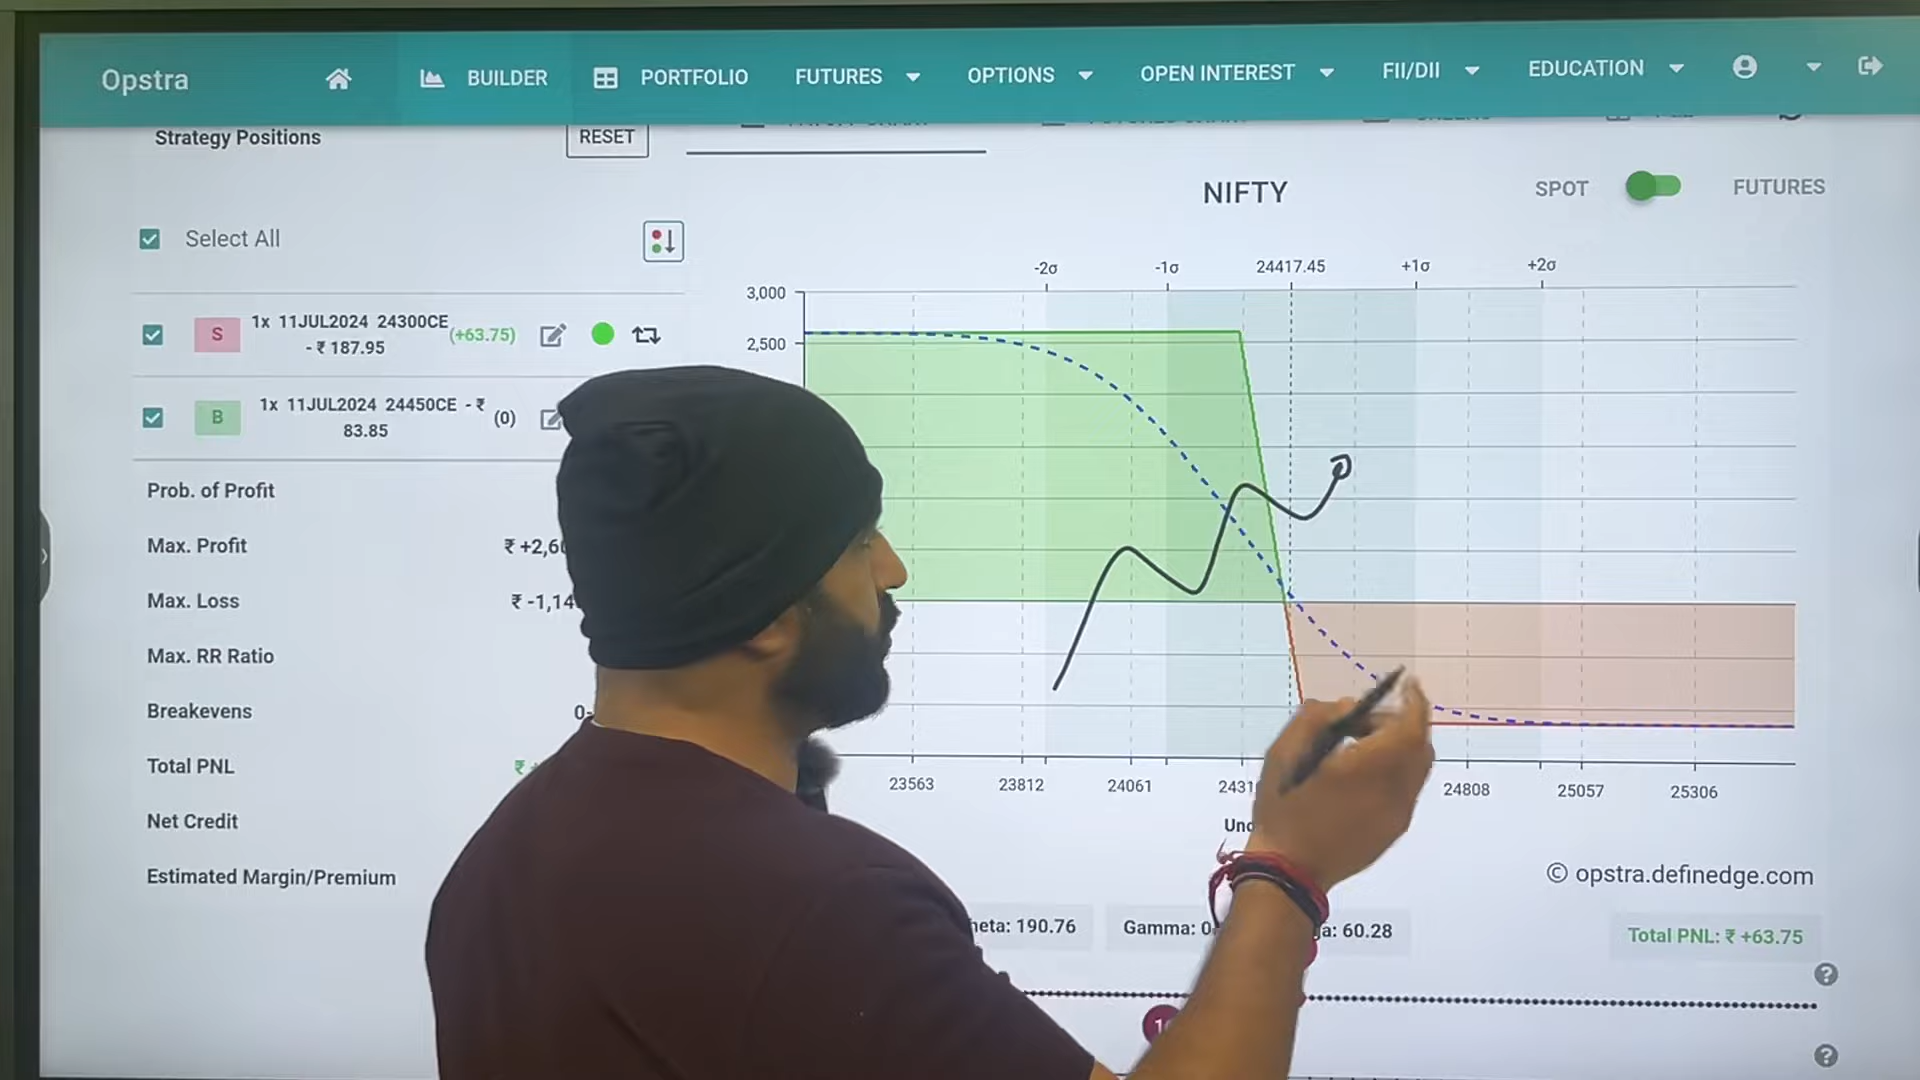 Opstra BUILDER PORTFOLIO FUTURES OPTIONS OPEN INTEREST FII/DII EDUCATION
Strategy Positions RESET
NIFTY
SPOT FUTURES
Select All
-2σ -1σ 24417.45 +1σ +2σ
3,000
2,500
S 1x 11JUL2024 24300CE (+63.75)
- ₹ 187.95
B 1x 11JUL2024 24450CE - ₹ (0)
83.85
Prob. of Profit
Max. Profit ₹ +2,6
Max. Loss ₹ -1,14
Max. RR Ratio
Breakevens 0-
Total PNL ₹ +
Net Credit
Estimated Margin/Premium
23563 23812 24061 2431 24808 25057 25306
Und
© opstra.definedge.com
heta: 190.76 Gamma: 0 a: 60.28 Total PNL: ₹ +63.75